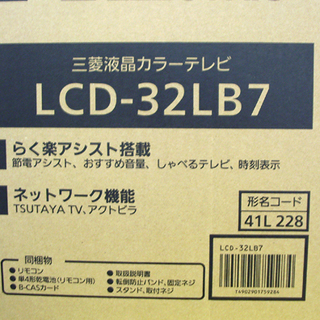 三菱液晶カラーテレビ
LCD-32LB7
らく楽アシスト搭載
節電アシスト、おすすめ音量、しゃべるテレビ、時刻表示
ネットワーク機能
TSUTAYA TV、アクトビラ
形名コード
41L 228
LCD-32LB7
同梱物
●リモコン
●単4形乾電池(リモコン用)
●B-CASカード
●取扱説明書
●転倒防止バンド、固定ネジ
●スタンド、取付ネジ